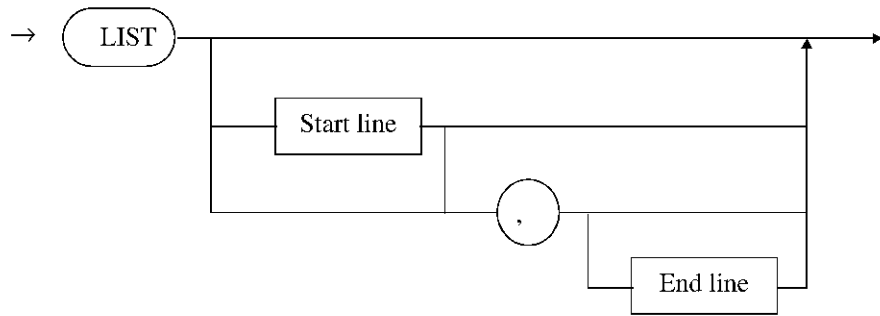 → LIST
Start line
,
End line